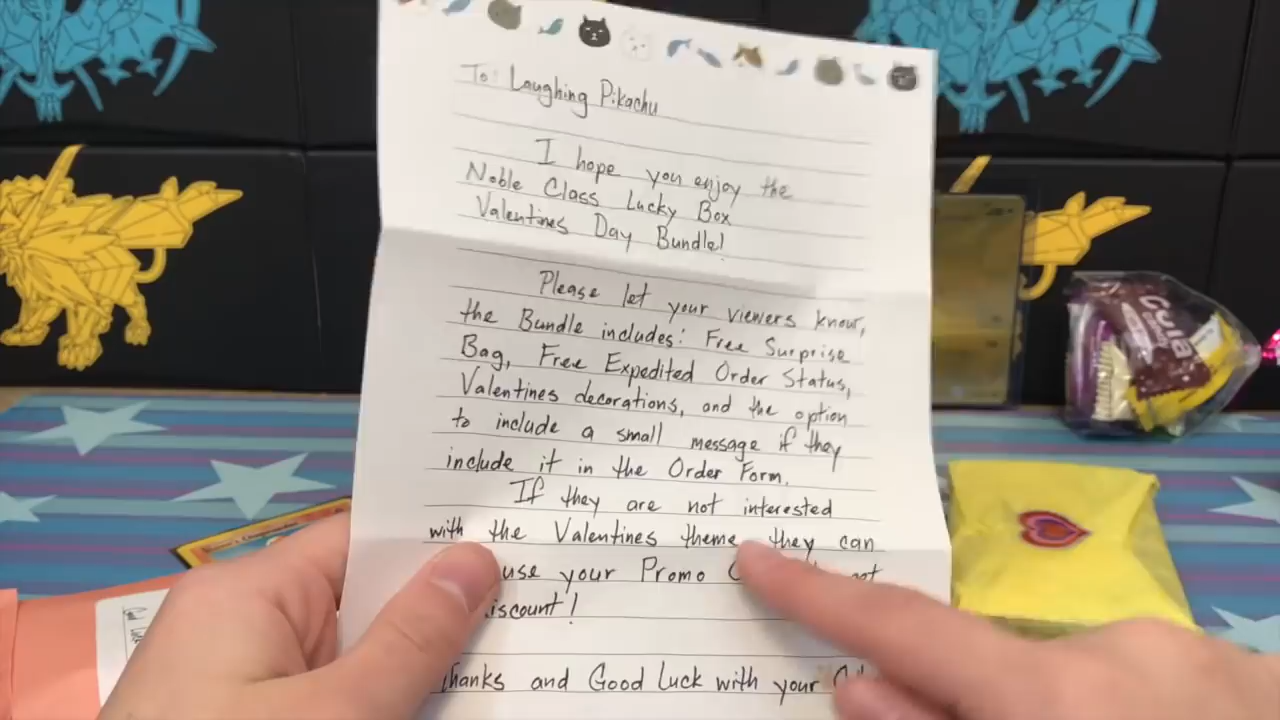 To: Laughing Pikachu
I hope you enjoy the
Noble Class Lucky Box
Valentines Day Bundle!
Please let your viewers know,
the Bundle includes: Free Surprise
Bag, Free Expedited Order Status,
Valentines decorations, and the option
to include a small message if they
include it in the Order Form.
If they are not interested
with the Valentines theme, they can
use your Promo
iscount!
Thanks and Good Luck with your